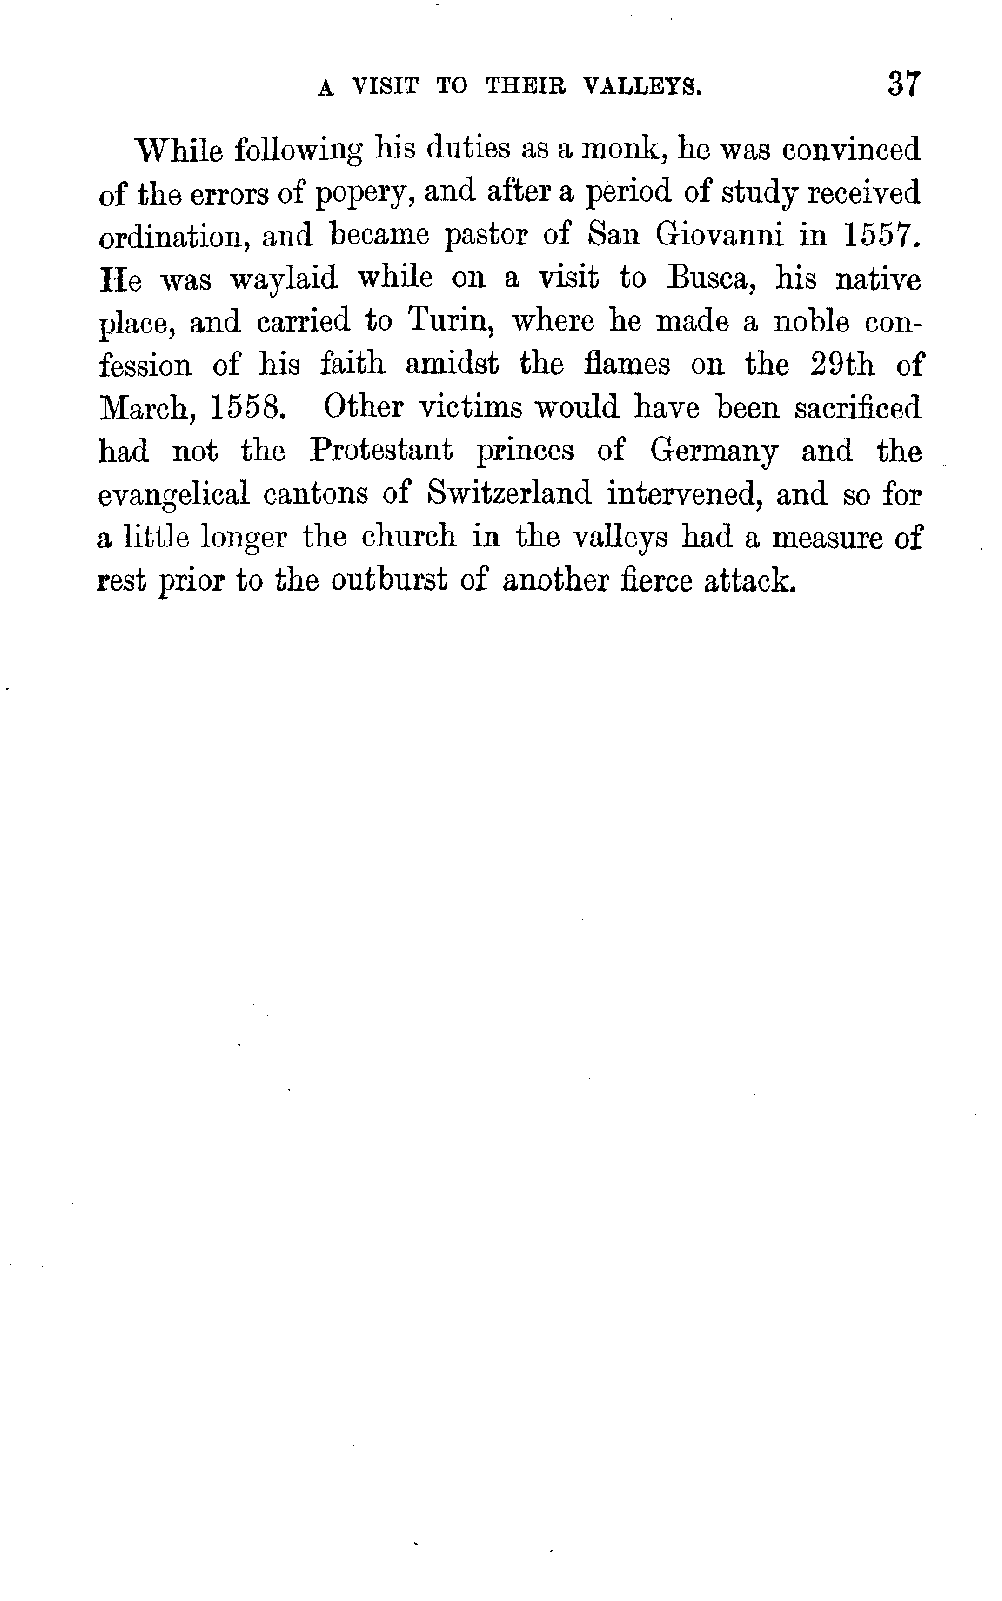 A VISIT TO THEIR VALLEYS. 37
While following his duties as a monk, he was convinced
of the errors of popery, and after a period of study received
ordination, and became pastor of San Giovanni in 1557.
He was waylaid while on a visit to Busca, his native
place, and carried to Turin, where he made a noble con-
fession of his faith amidst the flames on the 29th of
March, 1558. Other victims would have been sacrificed
had not the Protestant princes of Germany and the
evangelical cantons of Switzerland intervened, and so for
a little longer the church in the valleys had a measure of
rest prior to the outburst of another fierce attack.